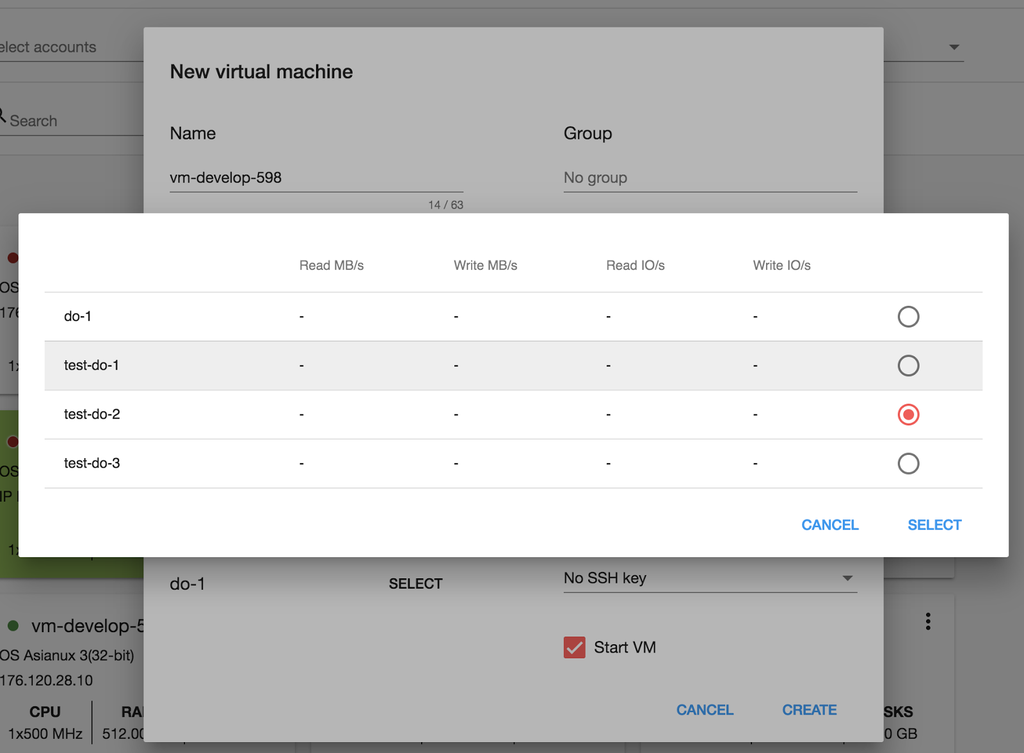 elect accounts
New virtual machine
Search
Name
Group
vm-develop-598
No group
14 / 63
Read MB/s Write MB/s Read IO/s Write IO/s
do-1 - - - -
test-do-1 - - - -
test-do-2 - - - -
test-do-3 - - - -
CANCEL SELECT
OS
176
1x
OS
IP
1x
do-1 SELECT
No SSH key
vm-develop-5
OS Asianux 3(32-bit)
176.120.28.10
Start VM
CPU RA
1x500 MHz 512.00
CANCEL CREATE
SKS
0 GB